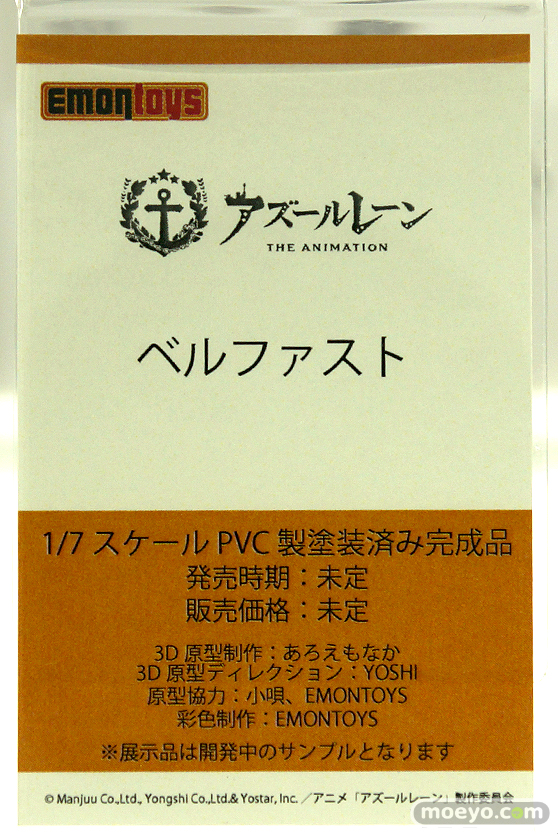 EMONtoys
アズールレーン
THE ANIMATION
ベルファスト
1/7 スケール PVC 製塗装済み完成品
発売時期：未定
販売価格：未定
3D 原型制作：あろえもなか
3D 原型ディレクション：YOSHI
原型協力：小唄、EMONTOYS
彩色制作：EMONTOYS
※展示品は開発中のサンプルとなります
© Manjuu Co.,Ltd., Yongshi Co.,Ltd.& Yostar, Inc. ／アニメ「アズールレーン」製作委員会
moeyo.com